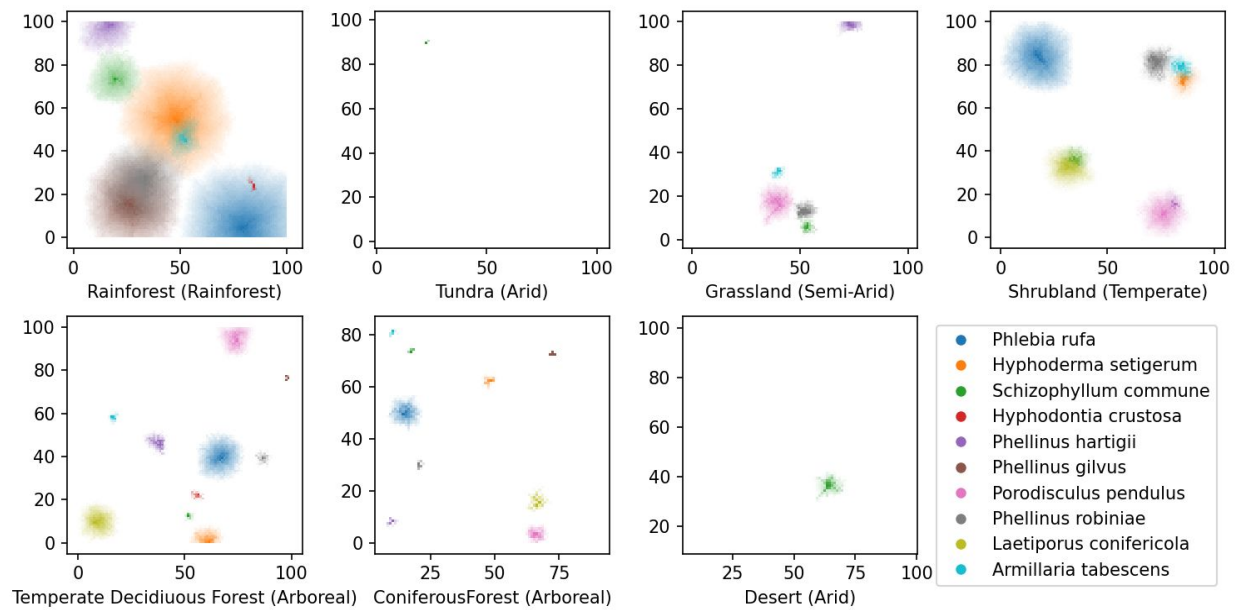 100
80
60
40
20
0
0 50 100
Rainforest (Rainforest)
100
80
60
40
20
0
0 50 100
Tundra (Arid)
100
80
60
40
20
0
0 50 100
Grassland (Semi-Arid)
100
80
60
40
20
0
0 50 100
Shrubland (Temperate)
100
80
60
40
20
0
0 50 100
Temperate Decidiuous Forest (Arboreal)
80
60
40
20
0
25 50 75
ConiferousForest (Arboreal)
100
80
60
40
20
25 50 75 100
Desert (Arid)
Phlebia rufa
Hyphoderma setigerum
Schizophyllum commune
Hyphodontia crustosa
Phellinus hartigii
Phellinus gilvus
Porodisculus pendulus
Phellinus robiniae
Laetiporus conifericola
Armillaria tabescens